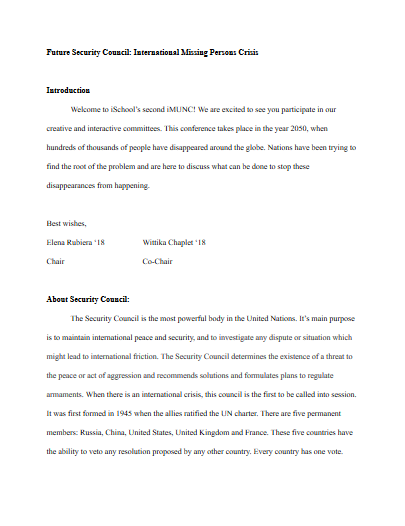 Future Security Council: International Missing Persons Crisis
Introduction
Welcome to iSchool's second iMUNC! We are excited to see you participate in our
creative and interactive committees. This conference takes place in the year 2050, when
hundreds of thousands of people have disappeared around the globe. Nations have been trying to
find the root of the problem and are here to discuss what can be done to stop these
disappearances from happening.
Best wishes,
Elena Rubiera '18 Wittika Chaplet '18
Chair Co-Chair
About Security Council:
The Security Council is the most powerful body in the United Nations. It's main purpose
is to maintain international peace and security, and to investigate any dispute or situation which
might lead to international friction. The Security Council determines the existence of a threat to
the peace or act of aggression and recommends solutions and formulates plans to regulate
armaments. When there is an international crisis, this council is the first to be called into session.
It was first formed in 1945 when the allies ratified the UN charter. There are five permanent
members: Russia, China, United States, United Kingdom and France. These five countries have
the ability to veto any resolution proposed by any other country. Every country has one vote.